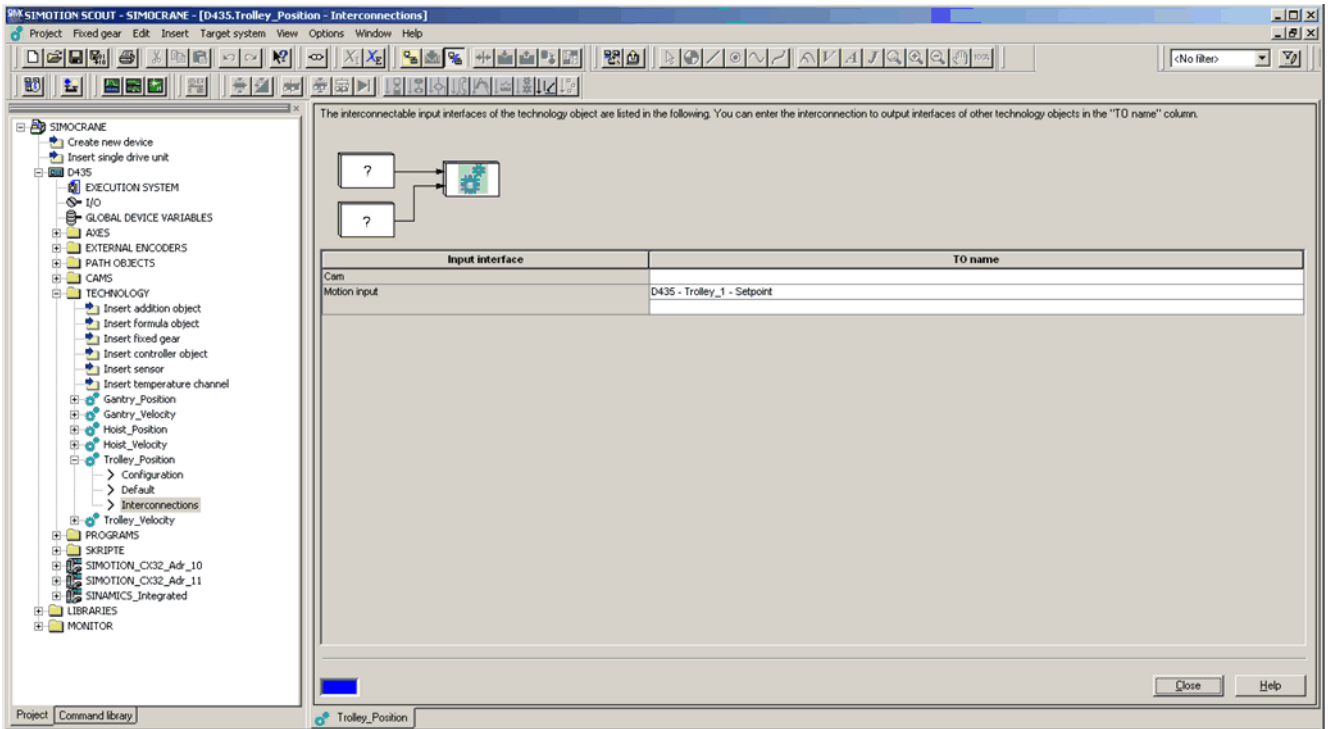 SIMOTION SCOUT - SIMOCRANE - [D435.Trolley_Position - Interconnections]
Project Fixed gear Edit Insert Target system View Options Window Help
<No filter>
The interconnectable input interfaces of the technology object are listed in the following. You can enter the interconnection to output interfaces of other technology objects in the "TO name" column.
SIMOCRANE
Create new device
Insert single drive unit
D435
EXECUTION SYSTEM
I/O
GLOBAL DEVICE VARIABLES
AXES
EXTERNAL ENCODERS
PATH OBJECTS
CAMS
TECHNOLOGY
Insert addition object
Insert formula object
Insert fixed gear
Insert controller object
Insert sensor
Insert temperature channel
Gantry_Position
Gantry_Velocity
Hoist_Position
Hoist_Velocity
Trolley_Position
Configuration
Default
Interconnections
Trolley_Velocity
PROGRAMS
SKRIPTE
SIMOTION_CX32_Adr_10
SIMOTION_CX32_Adr_11
SINAMICS_Integrated
LIBRARIES
MONITOR
?
?
Input interface TO name
Cam
Motion input D435 - Trolley_1 - Setpoint
Close Help
Project Command library
Trolley_Position